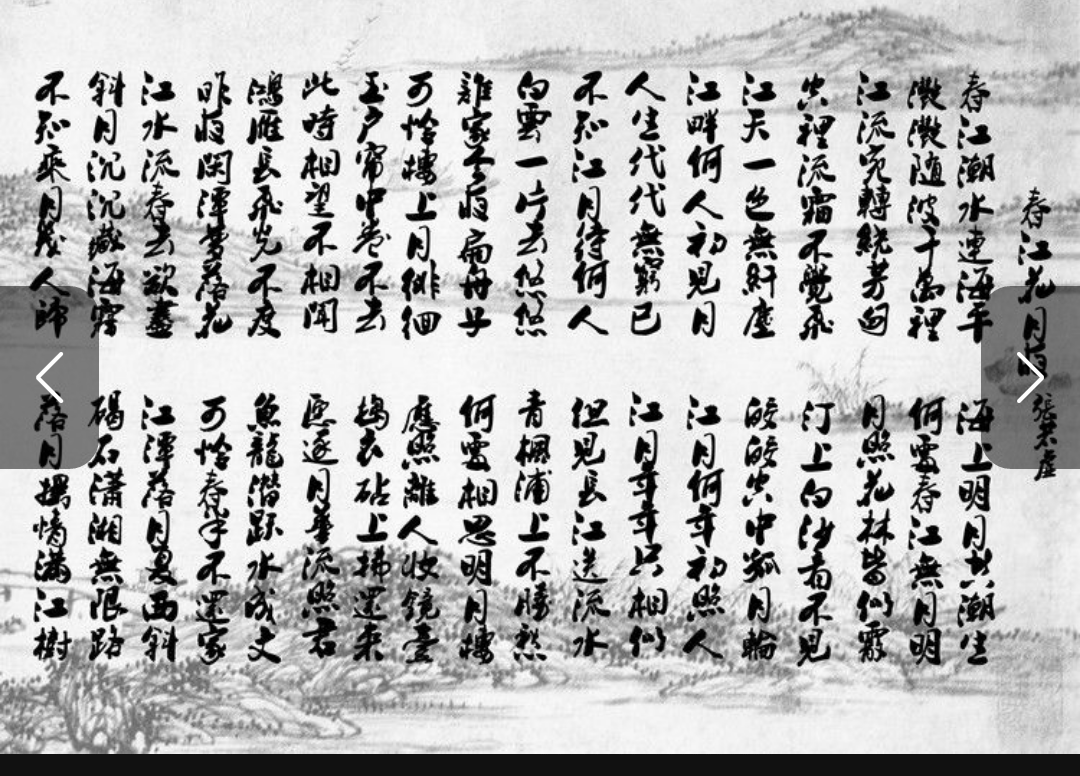 春江花月夜 張若虛
春江潮水連海平 海上明月共潮生
灩灩随波千萬裡 何處春江無月明
江流宛轉繞芳甸 月照花林皆似霰
空裡流霜不覺飛 汀上白沙看不見
江天一色無纖塵 皎皎空中孤月輪
江畔何人初見月 江月何年初照人
人生代代無窮已 江月年年只相似
不知江月待何人 但見長江送流水
白雲一片去悠悠 青楓浦上不勝愁
誰家今夜扁舟子 何處相思明月樓
可憐樓上月徘徊 應照離人妝鏡臺
玉戶簾中卷不去 搗衣砧上拂還来
此時相望不相聞 願逐月華流照君
鴻雁長飛光不度 魚龍潛躍水成文
昨夜閑潭夢落花 可憐春半不還家
江水流春去欲盡 江潭落月復西斜
斜月沉沉藏海霧 碣石瀟湘無限路
不知乘月幾人歸 落月搖情滿江樹